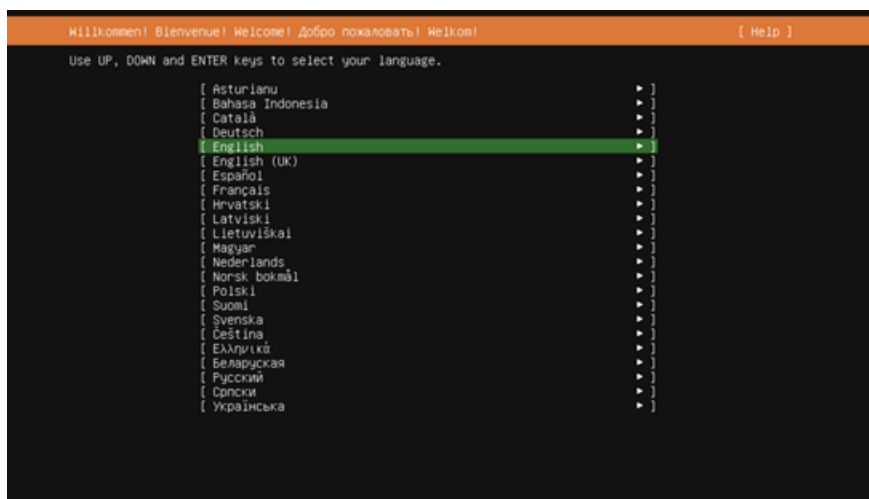 Willkommen! Bienvenue! Welcome! Добро пожаловать! Welkom! [ Help ]
Use UP, DOWN and ENTER keys to select your language.
[ Asturianu ► ]
[ Bahasa Indonesia ► ]
[ Català ► ]
[ Deutsch ► ]
[ English ► ]
[ English (UK) ► ]
[ Español ► ]
[ Français ► ]
[ Hrvatski ► ]
[ Latviski ► ]
[ Lietuviškai ► ]
[ Magyar ► ]
[ Nederlands ► ]
[ Norsk bokmål ► ]
[ Polski ► ]
[ Suomi ► ]
[ Svenska ► ]
[ Čeština ► ]
[ Ελληνικά ► ]
[ Беларуская ► ]
[ Русский ► ]
[ Српски ► ]
[ Українська ► ]